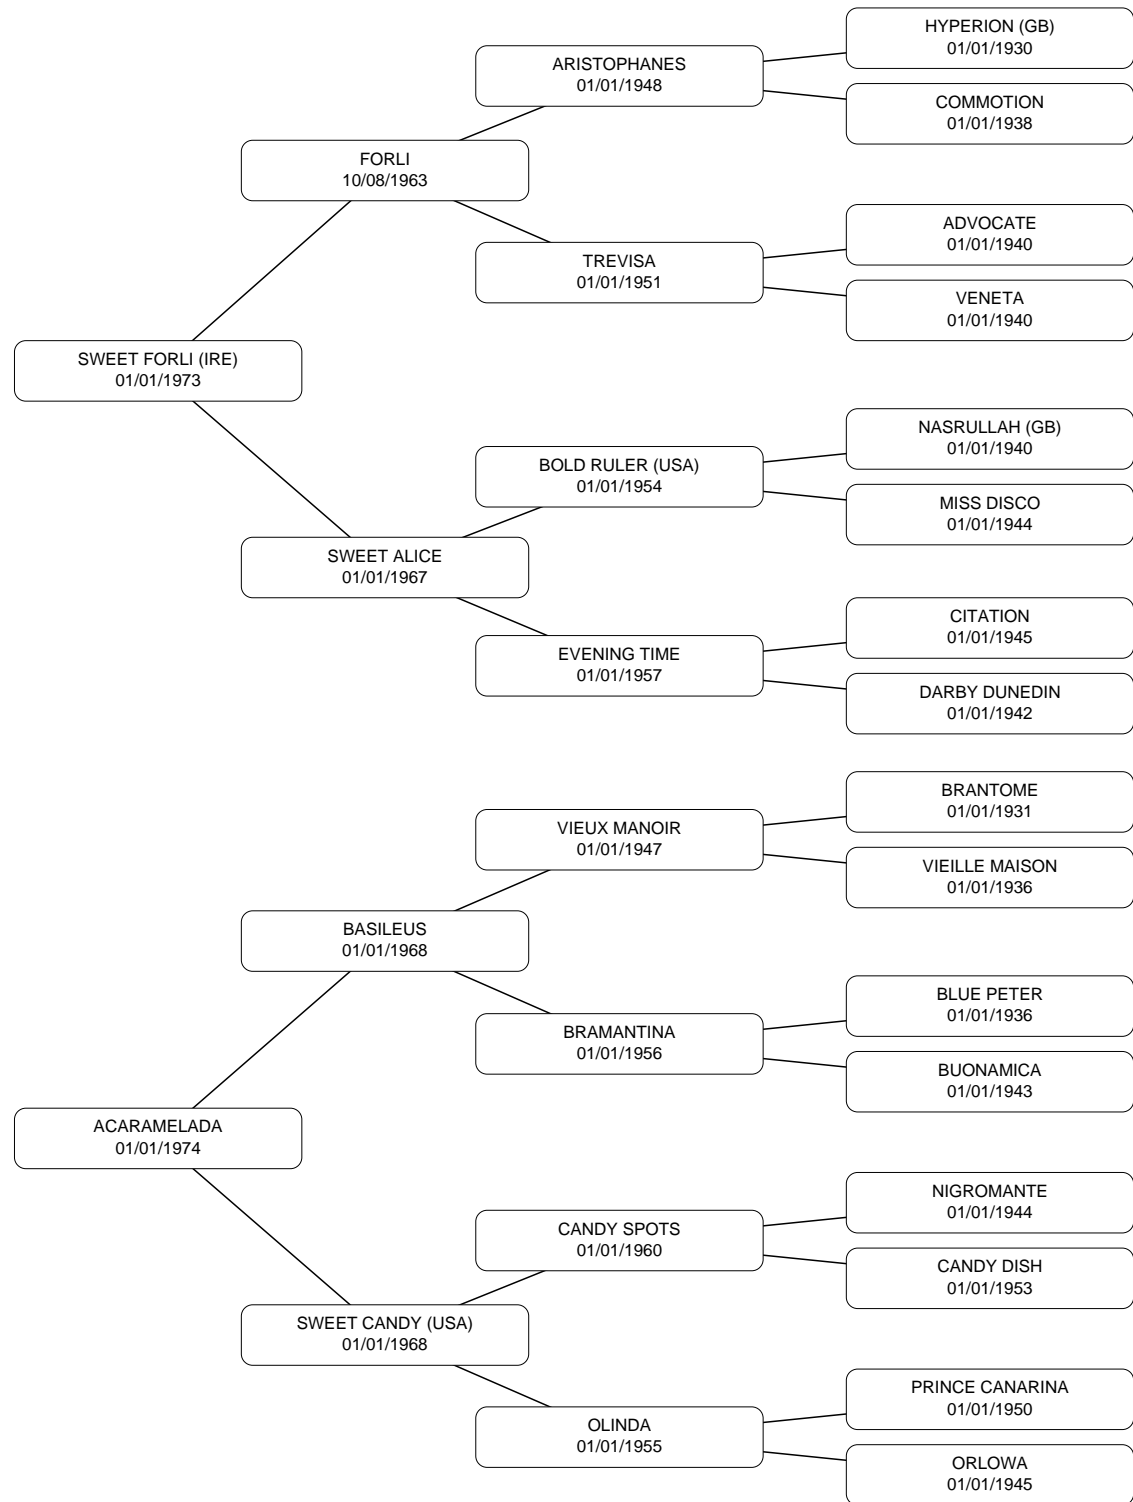 HYPERION (GB)
01/01/1930
ARISTOPHANES
01/01/1948
COMMOTION
01/01/1938
FORLI
10/08/1963
ADVOCATE
01/01/1940
TREVISA
01/01/1951
VENETA
01/01/1940
SWEET FORLI (IRE)
01/01/1973
NASRULLAH (GB)
01/01/1940
BOLD RULER (USA)
01/01/1954
MISS DISCO
01/01/1944
SWEET ALICE
01/01/1967
CITATION
01/01/1945
EVENING TIME
01/01/1957
DARBY DUNEDIN
01/01/1942
BRANTOME
01/01/1931
VIEUX MANOIR
01/01/1947
VIEILLE MAISON
01/01/1936
BASILEUS
01/01/1968
BLUE PETER
01/01/1936
BRAMANTINA
01/01/1956
BUONAMICA
01/01/1943
ACARAMELADA
01/01/1974
NIGROMANTE
01/01/1944
CANDY SPOTS
01/01/1960
CANDY DISH
01/01/1953
SWEET CANDY (USA)
01/01/1968
PRINCE CANARINA
01/01/1950
OLINDA
01/01/1955
ORLOWA
01/01/1945